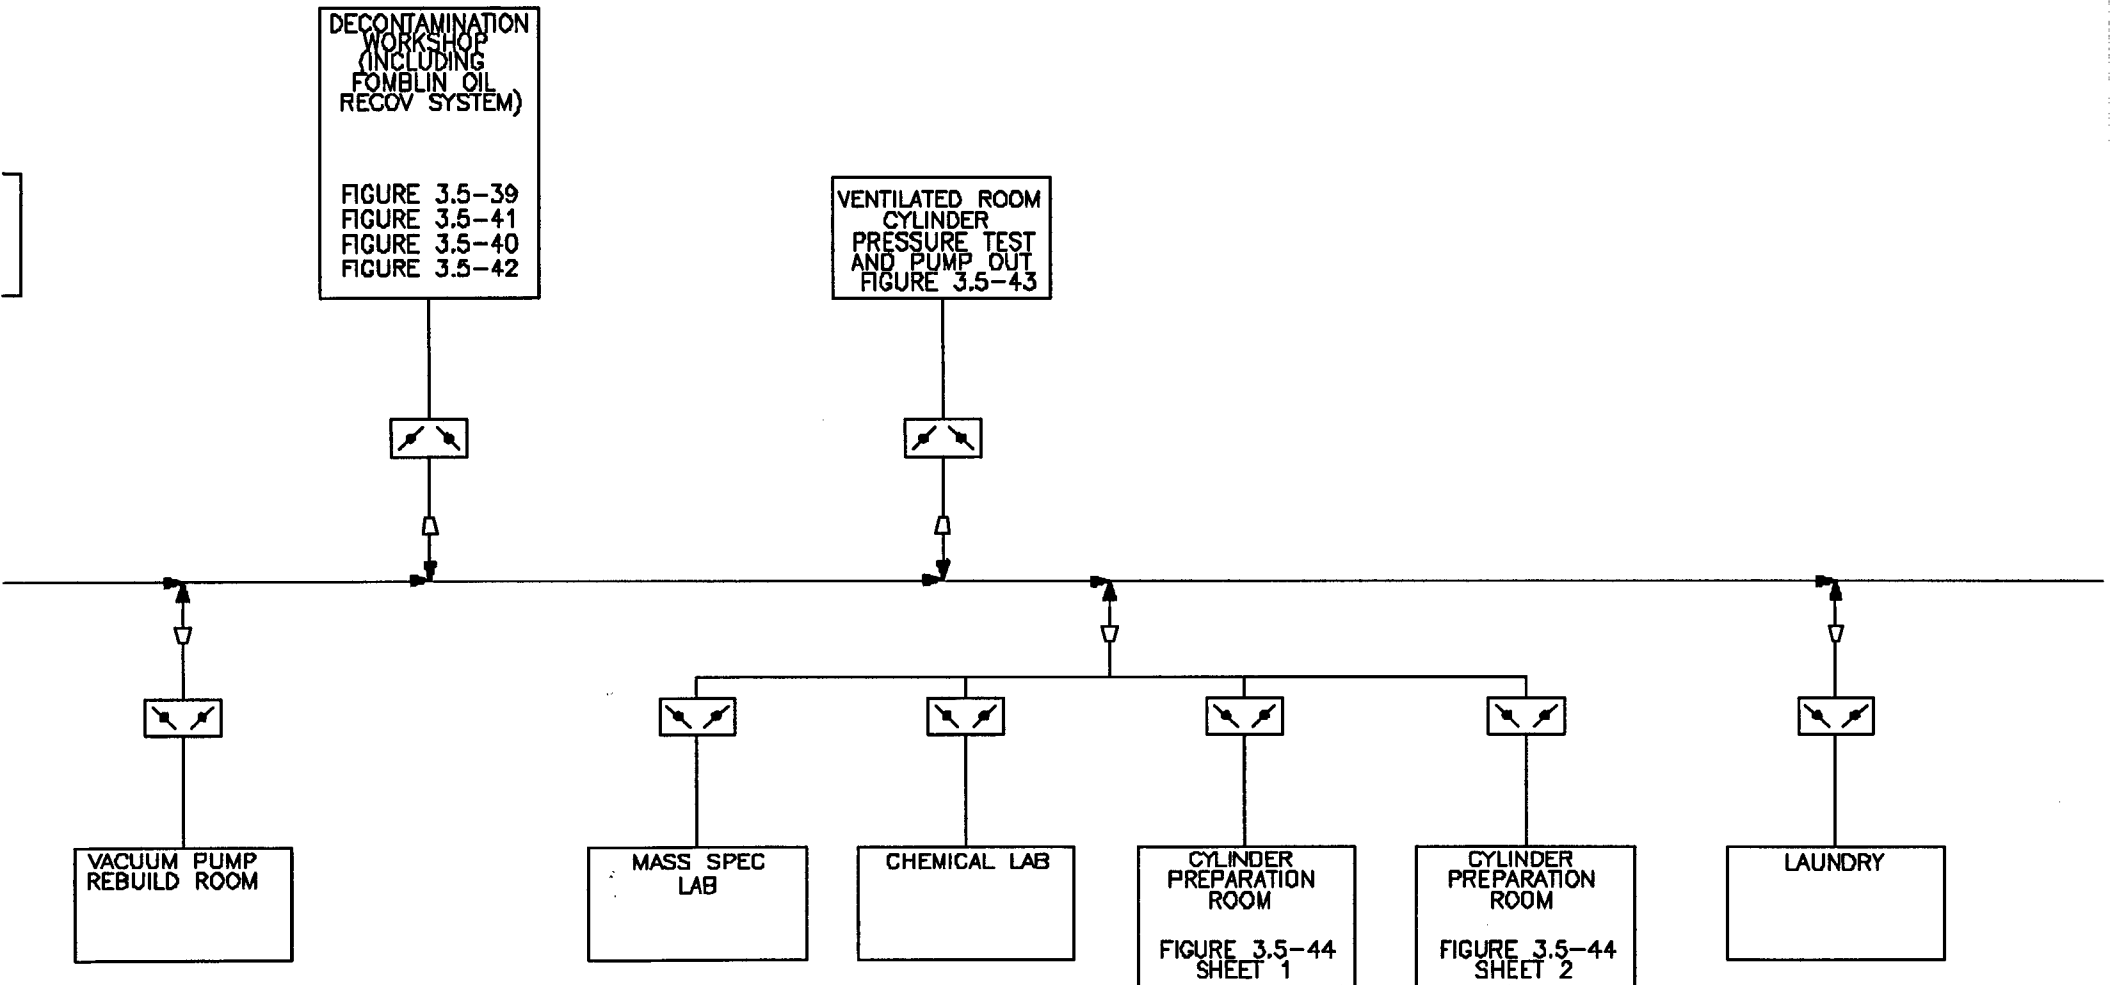 DECONTAMINATION
WORKSHOP
(INCLUDING
FOMBLIN OIL
RECOV SYSTEM)
FIGURE 3.5-39
FIGURE 3.5-41
FIGURE 3.5-40
FIGURE 3.5-42
VENTILATED ROOM
CYLINDER
PRESSURE TEST
AND PUMP OUT
FIGURE 3.5-43
VACUUM PUMP
REBUILD ROOM
MASS SPEC
LAB
CHEMICAL LAB
CYLINDER
PREPARATION
ROOM
FIGURE 3.5-44
SHEET 1
CYLINDER
PREPARATION
ROOM
FIGURE 3.5-44
SHEET 2
LAUNDRY